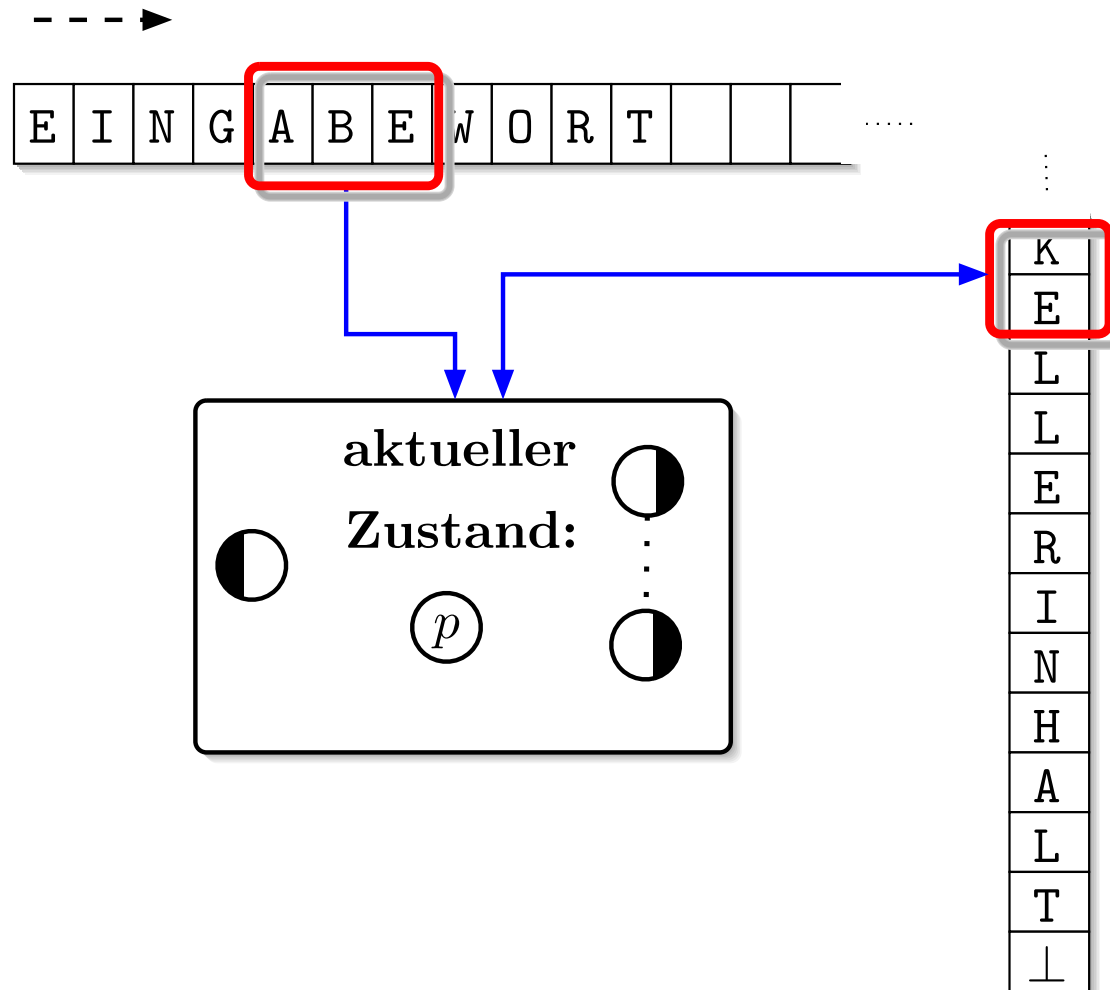 EINGABEWORT
.....
aktueller
Zustand:
p
K
E
L
L
E
R
I
N
H
A
L
T
⊥